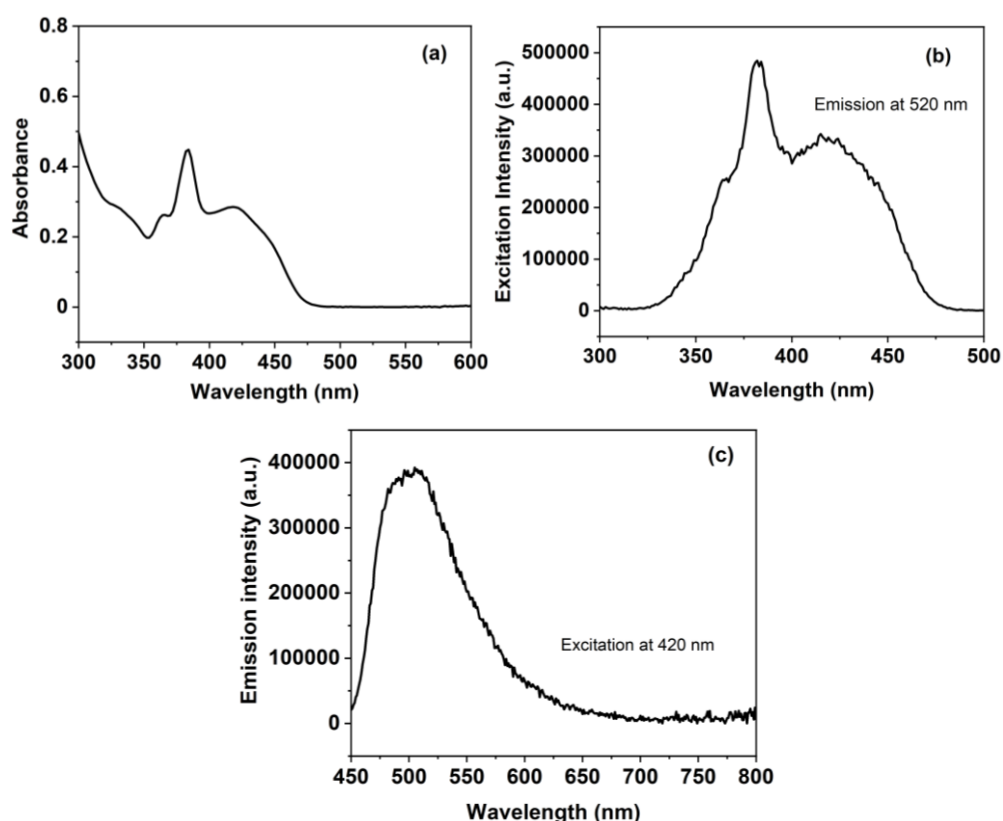 (a)
Absorbance
0.8
0.6
0.4
0.2
0
300 350 400 450 500 550 600
Wavelength (nm)
(b)
Emission at 520 nm
Excitation Intensity (a.u.)
500000
400000
300000
200000
100000
0
300 350 400 450 500
Wavelength (nm)
(c)
Excitation at 420 nm
Emission intensity (a.u.)
400000
300000
200000
100000
0
450 500 550 600 650 700 750 800
Wavelength (nm)